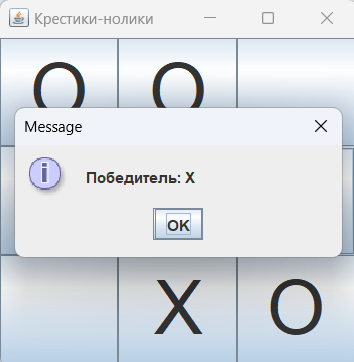 Крестики-нолики
O O
Message
i
Победитель: X
OK
X O